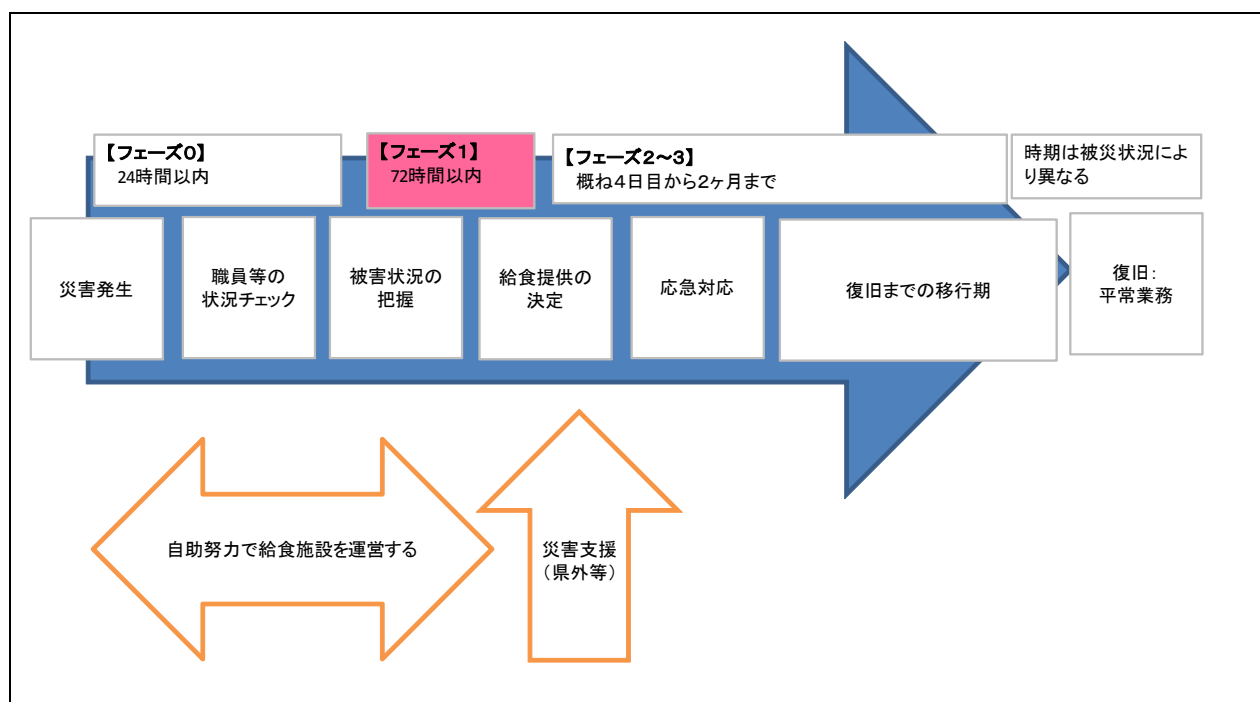 【フェーズ０】
24時間以内
【フェーズ１】
72時間以内
【フェーズ２～３】
概ね４日目から２ヶ月まで
時期は被災状況によ
り異なる
災害発生
職員等の
状況チェック
被害状況の
把握
給食提供の
決定
応急対応
復旧までの移行期
復旧：
平常業務
自助努力で給食施設を運営する
災害支援
（県外等）